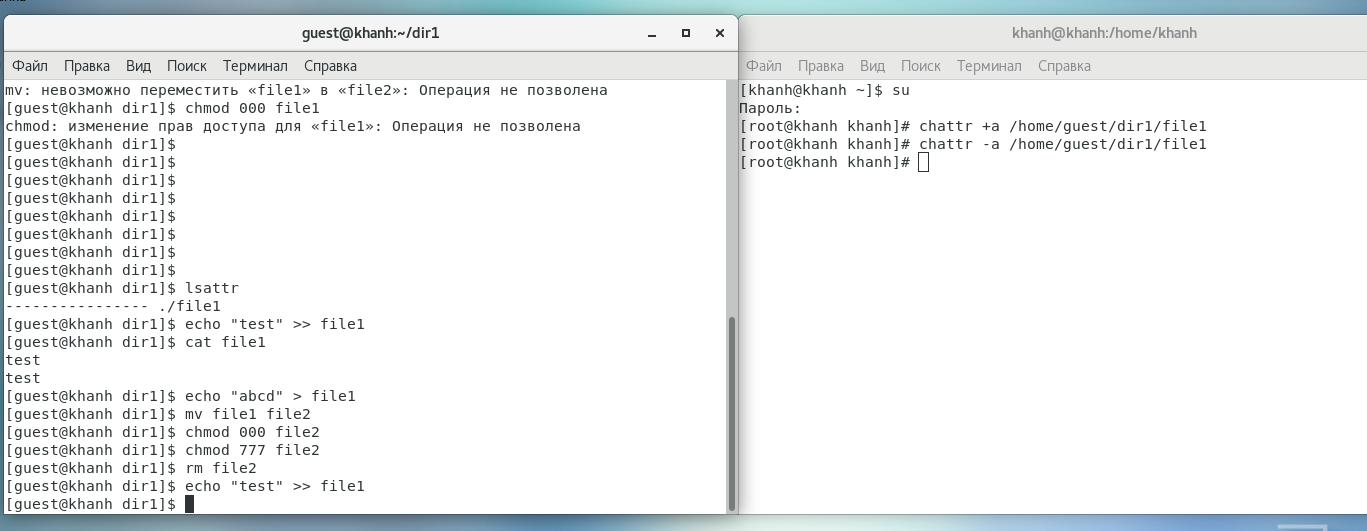 guest@khanh:~/dir1
Файл Правка Вид Поиск Терминал Справка
mv: невозможно переместить «file1» в «file2»: Операция не позволена
[guest@khanh dir1]$ chmod 000 file1
chmod: изменение прав доступа для «file1»: Операция не позволена
[guest@khanh dir1]$
[guest@khanh dir1]$
[guest@khanh dir1]$
[guest@khanh dir1]$
[guest@khanh dir1]$
[guest@khanh dir1]$
[guest@khanh dir1]$
[guest@khanh dir1]$
[guest@khanh dir1]$ lsattr
---------------- ./file1
[guest@khanh dir1]$ echo "test" >> file1
[guest@khanh dir1]$ cat file1
test
test
[guest@khanh dir1]$ echo "abcd" > file1
[guest@khanh dir1]$ mv file1 file2
[guest@khanh dir1]$ chmod 000 file2
[guest@khanh dir1]$ chmod 777 file2
[guest@khanh dir1]$ rm file2
[guest@khanh dir1]$ echo "test" >> file1
[guest@khanh dir1]$
khanh@khanh:/home/khanh
Файл Правка Вид Поиск Терминал Справка
[khanh@khanh ~]$ su
Пароль:
[root@khanh khanh]# chattr +a /home/guest/dir1/file1
[root@khanh khanh]# chattr -a /home/guest/dir1/file1
[root@khanh khanh]#